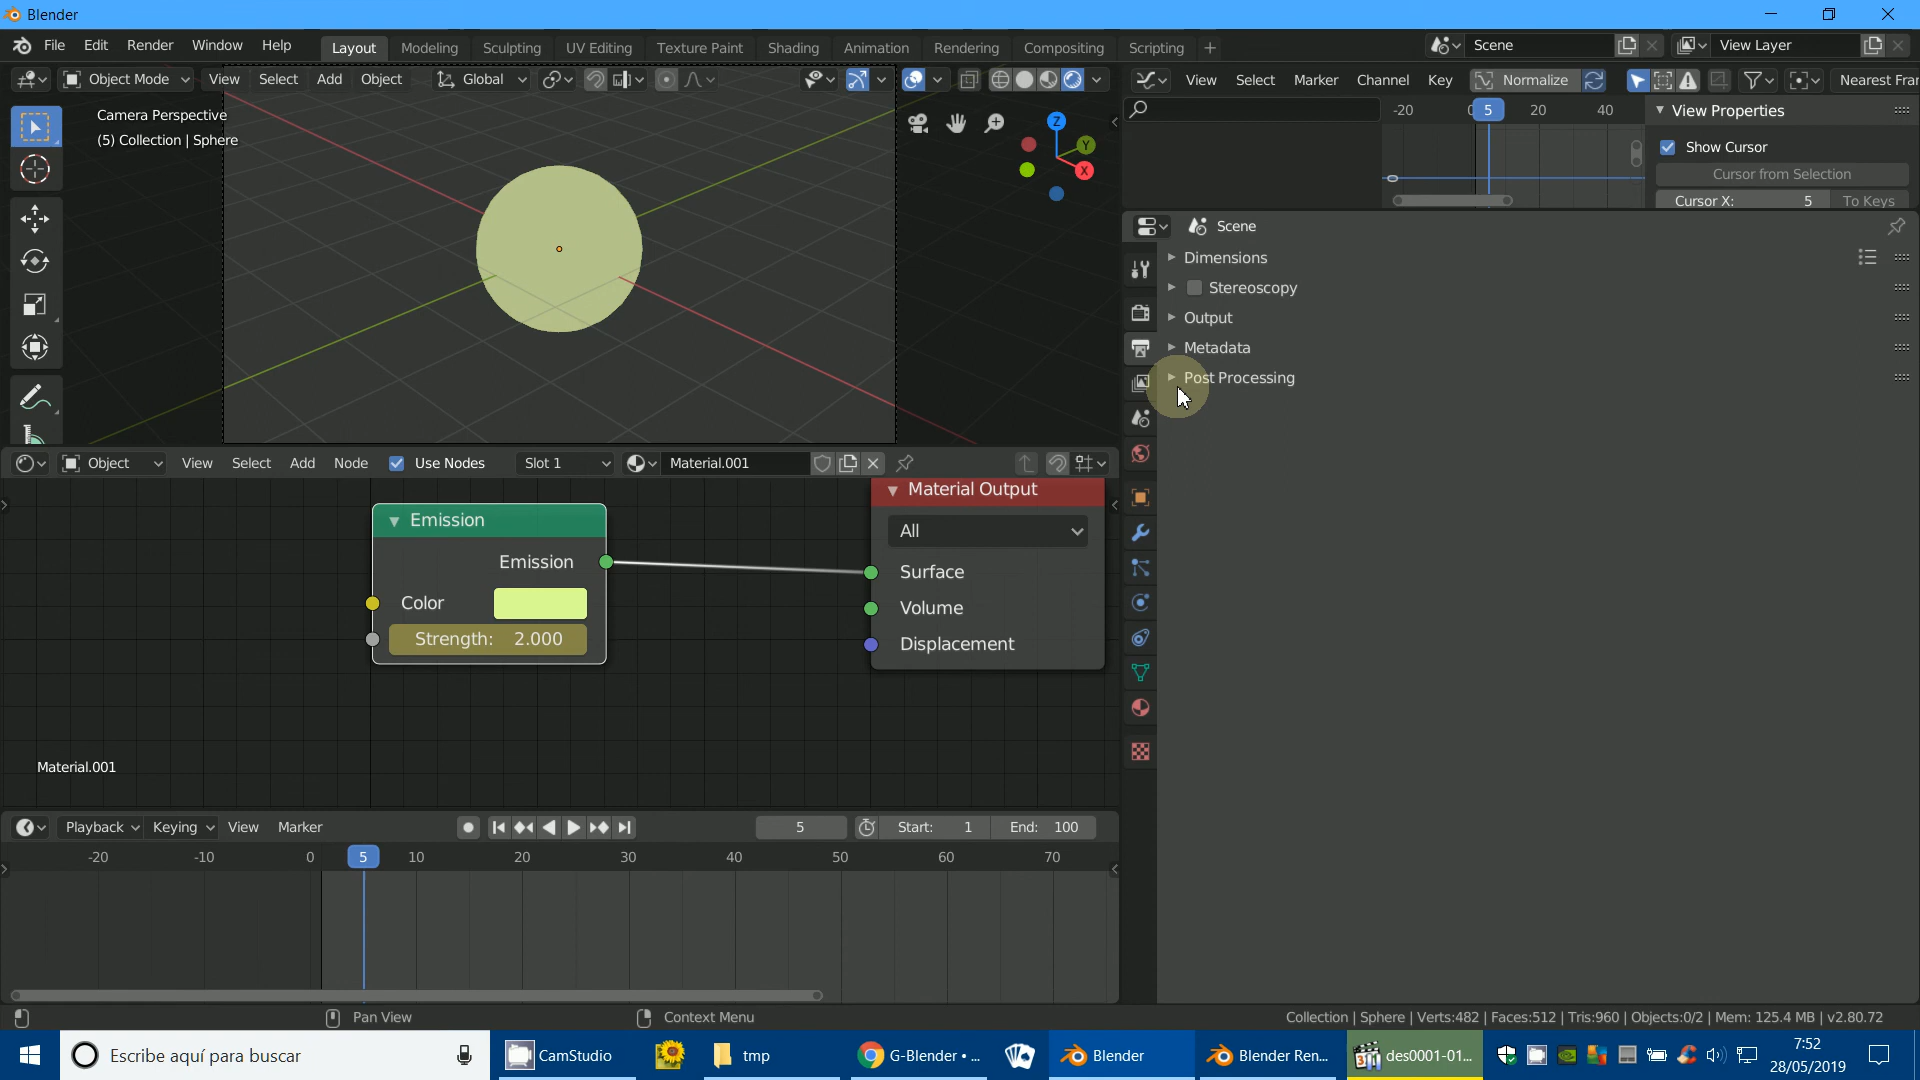 Blender
File Edit Render Window Help Layout Modeling Sculpting UV Editing Texture Paint Shading Animation Rendering Compositing Scripting + Scene View Layer
Object Mode View Select Add Object Global
View Select Marker Channel Key Normalize Nearest Fra
Camera Perspective
(5) Collection | Sphere
Z
Y
X
-20 0 5 20 40
View Properties
Show Cursor
Cursor from Selection
Cursor X: 5 To Keys
Scene
Dimensions
Stereoscopy
Output
Metadata
Post Processing
Object View Select Add Node Use Nodes Slot 1 Material.001
Emission
Emission
Color
Strength: 2.000
Material Output
All
Surface
Volume
Displacement
Material.001
Playback Keying View Marker 5 Start: 1 End: 100
-20 -10 0 5 10 20 30 40 50 60 70
Pan View Context Menu Collection | Sphere | Verts:482 | Faces:512 | Tris:960 | Objects:0/2 | Mem: 125.4 MB | v2.80.72
Escribe aquí para buscar CamStudio tmp G-Blender • ... Blender Blender Ren... des0001-01...
7:52
28/05/2019